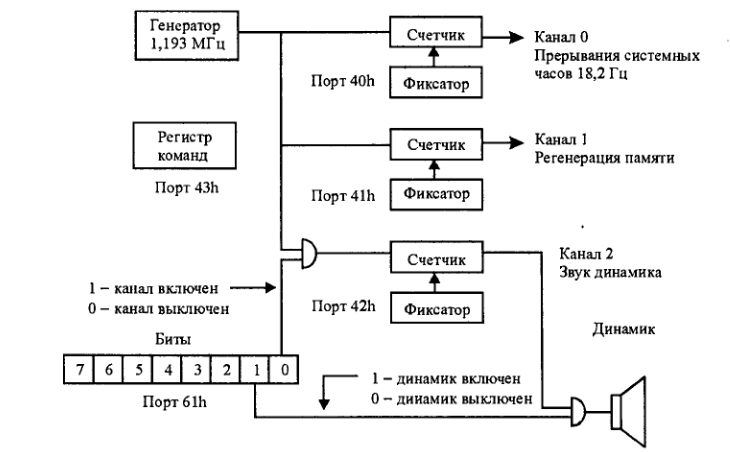 Генератор
1,193 МГц
Счетчик
Канал 0
Прерывания системных
часов 18,2 Гц
Порт 40h
Фиксатор
Регистр
команд
Порт 43h
Счетчик
Канал 1
Регенерация памяти
Порт 41h
Фиксатор
Счетчик
Канал 2
Звук динамика
1 – канал включен
0 – канал выключен
Порт 42h
Фиксатор
Биты
7 6 5 4 3 2 1 0
Порт 61h
Динамик
1 – динамик включен
0 – динамик выключен